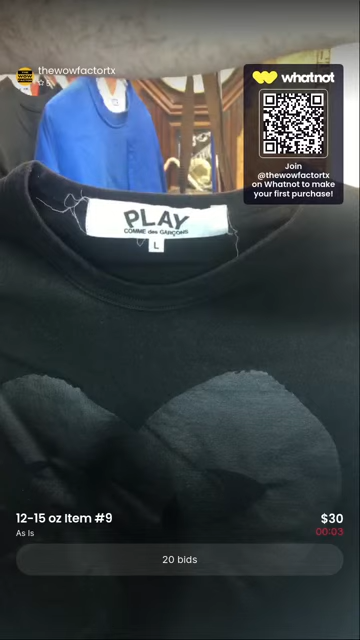 thewowfactortx
whatnot
Join
@thewowfactortx
on Whatnot to make
your first purchase!
PLAY
COMME des GARÇONS
L
12-15 oz Item #9
$30
As Is
00:03
20 bids